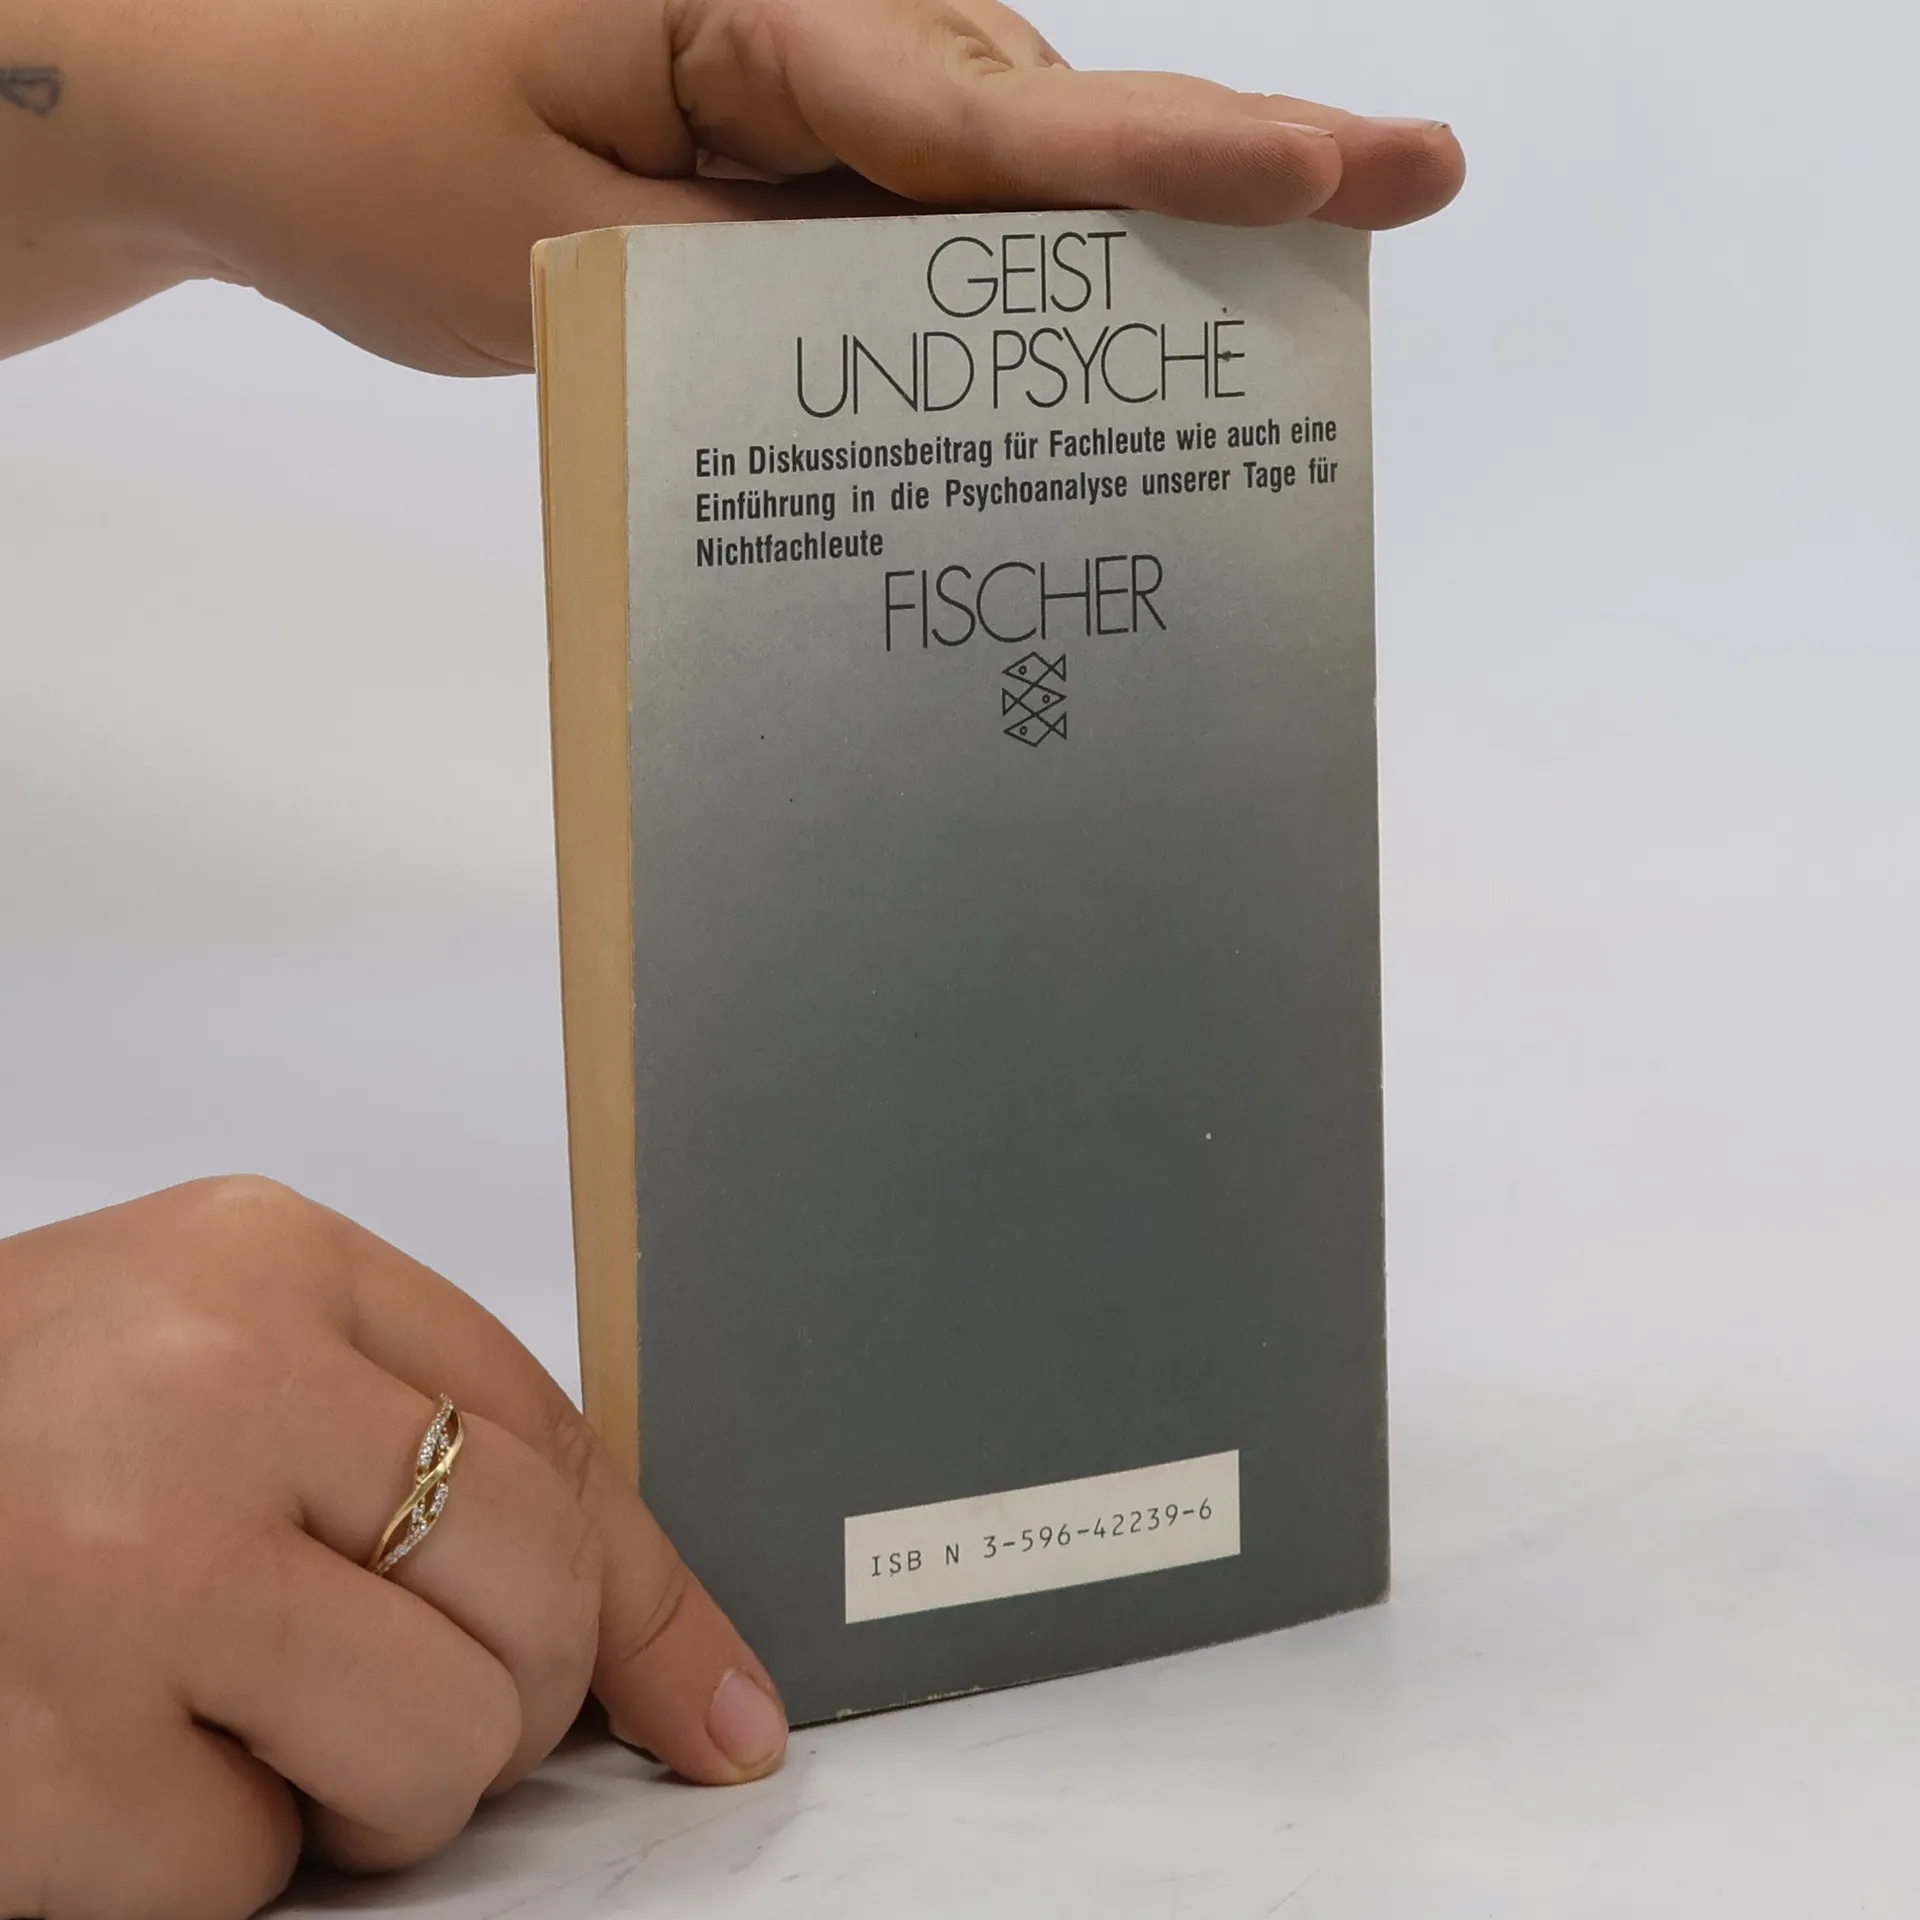 GEIST
UND PSYCHE
Ein Diskussionsbeitrag für Fachleute wie auch eine
Einführung in die Psychoanalyse unserer Tage für
Nichtfachleute
FISCHER
ISB N 3-596-42239-6